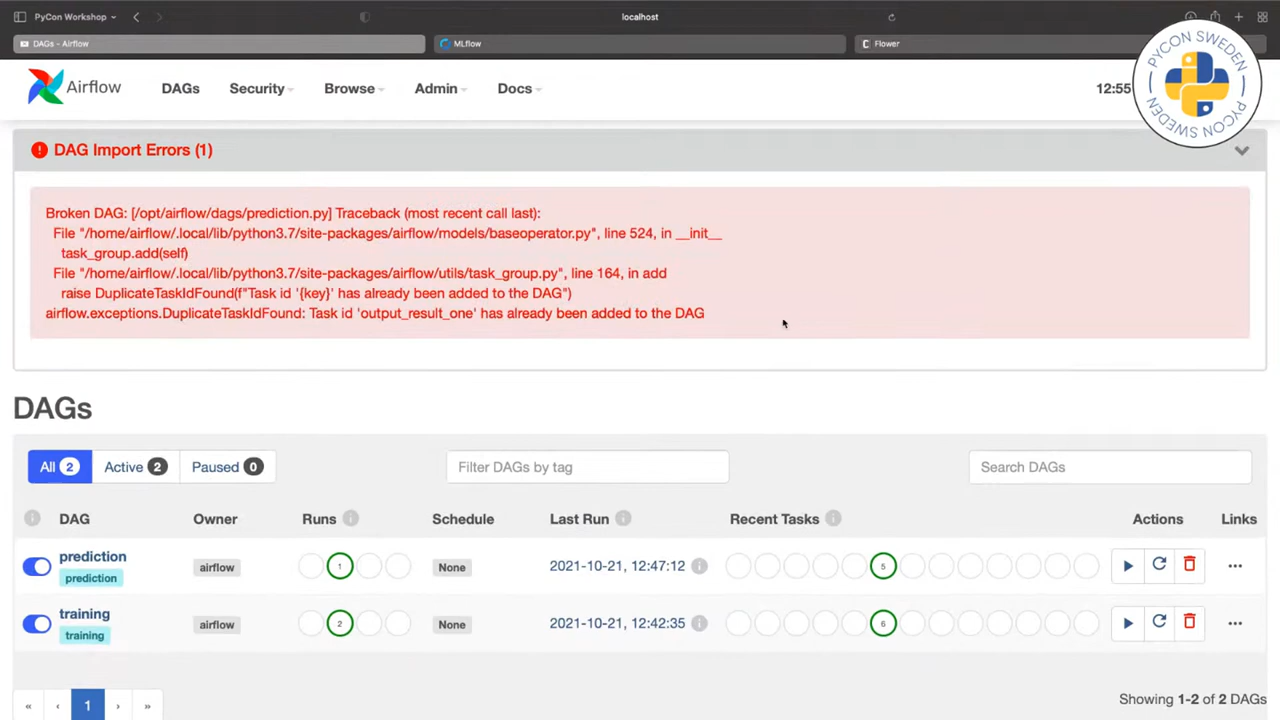 PyCon Workshop
localhost
DAGs - Airflow
MLflow
Flower
Airflow
DAGs
Security
Browse
Admin
Docs
12:55
PYCON SWEDEN
PYCON SWEDEN
DAG Import Errors (1)
Broken DAG: [/opt/airflow/dags/prediction.py] Traceback (most recent call last):
File "/home/airflow/.local/lib/python3.7/site-packages/airflow/models/baseoperator.py", line 524, in __init__
task_group.add(self)
File "/home/airflow/.local/lib/python3.7/site-packages/airflow/utils/task_group.py", line 164, in add
raise DuplicateTaskIdFound(f"Task id '{key}' has already been added to the DAG")
airflow.exceptions.DuplicateTaskIdFound: Task id 'output_result_one' has already been added to the DAG
DAGs
All 2
Active 2
Paused 0
Filter DAGs by tag
Search DAGs
DAG Owner Runs Schedule Last Run Recent Tasks Actions Links
prediction
prediction
airflow 1 None 2021-10-21, 12:47:12 5
training
training
airflow 2 None 2021-10-21, 12:42:35 6
« ‹ 1 › »
Showing 1-2 of 2 DAGs